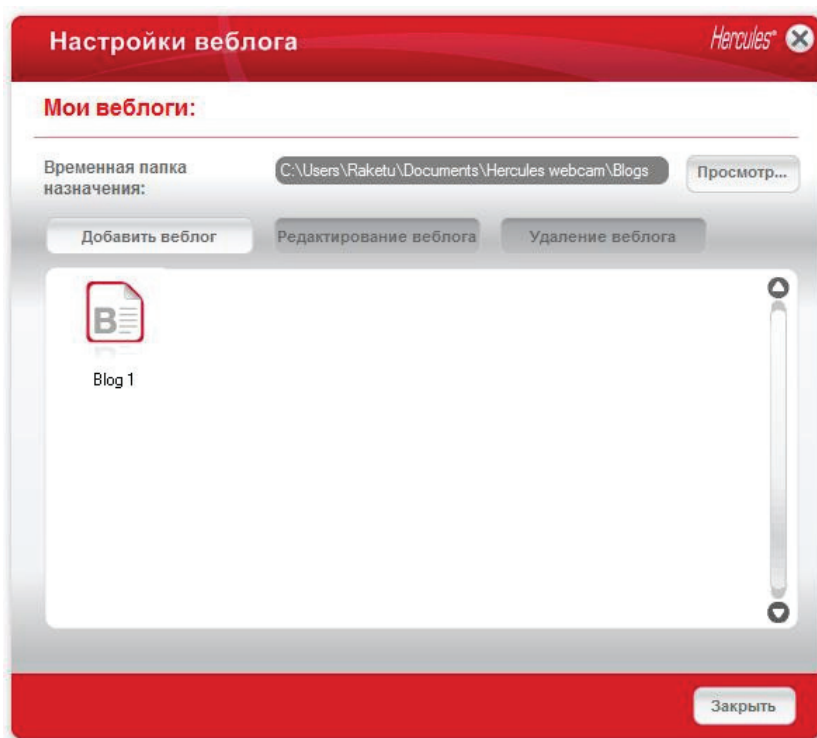 Настройки веблога
Hercules®
Мои веблоги:
Временная папка
назначения:
C:\Users\Raketu\Documents\Hercules webcam\Blogs
Просмотр...
Добавить веблог
Редактирование веблога
Удаление веблога
B
Blog 1
Закрыть